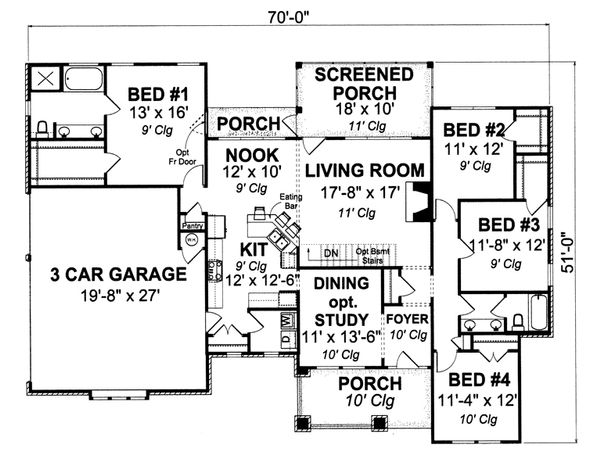 70'-0"
BED #1
13' x 16'
9' Clg
Opt
Fr Door
PORCH
SCREENED
PORCH
18' x 10'
11' Clg
BED #2
11' x 12'
9' Clg
NOOK
12' x 10'
9' Clg
Eating
Bar
LIVING ROOM
17'-8" x 17'
11' Clg
BED #3
11'-8" x 12'
9' Clg
51'-0"
Pantry
WH
3 CAR GARAGE
19'-8" x 27'
KIT
9' Clg
12' x 12'-6"
DN
Opt Bsmt
Stairs
DINING
opt.
STUDY
11' x 13'-6"
10' Clg
FOYER
10' Clg
W
D
PORCH
10' Clg
BED #4
11'-4" x 12'
10' Clg